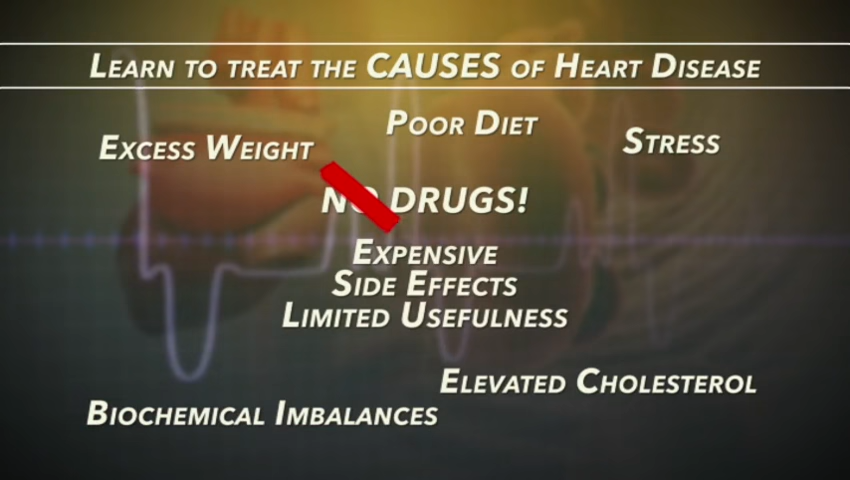 LEARN TO TREAT THE CAUSES OF HEART DISEASE
POOR DIET
EXCESS WEIGHT
STRESS
NO DRUGS!
EXPENSIVE
SIDE EFFECTS
LIMITED USEFULNESS
ELEVATED CHOLESTEROL
BIOCHEMICAL IMBALANCES